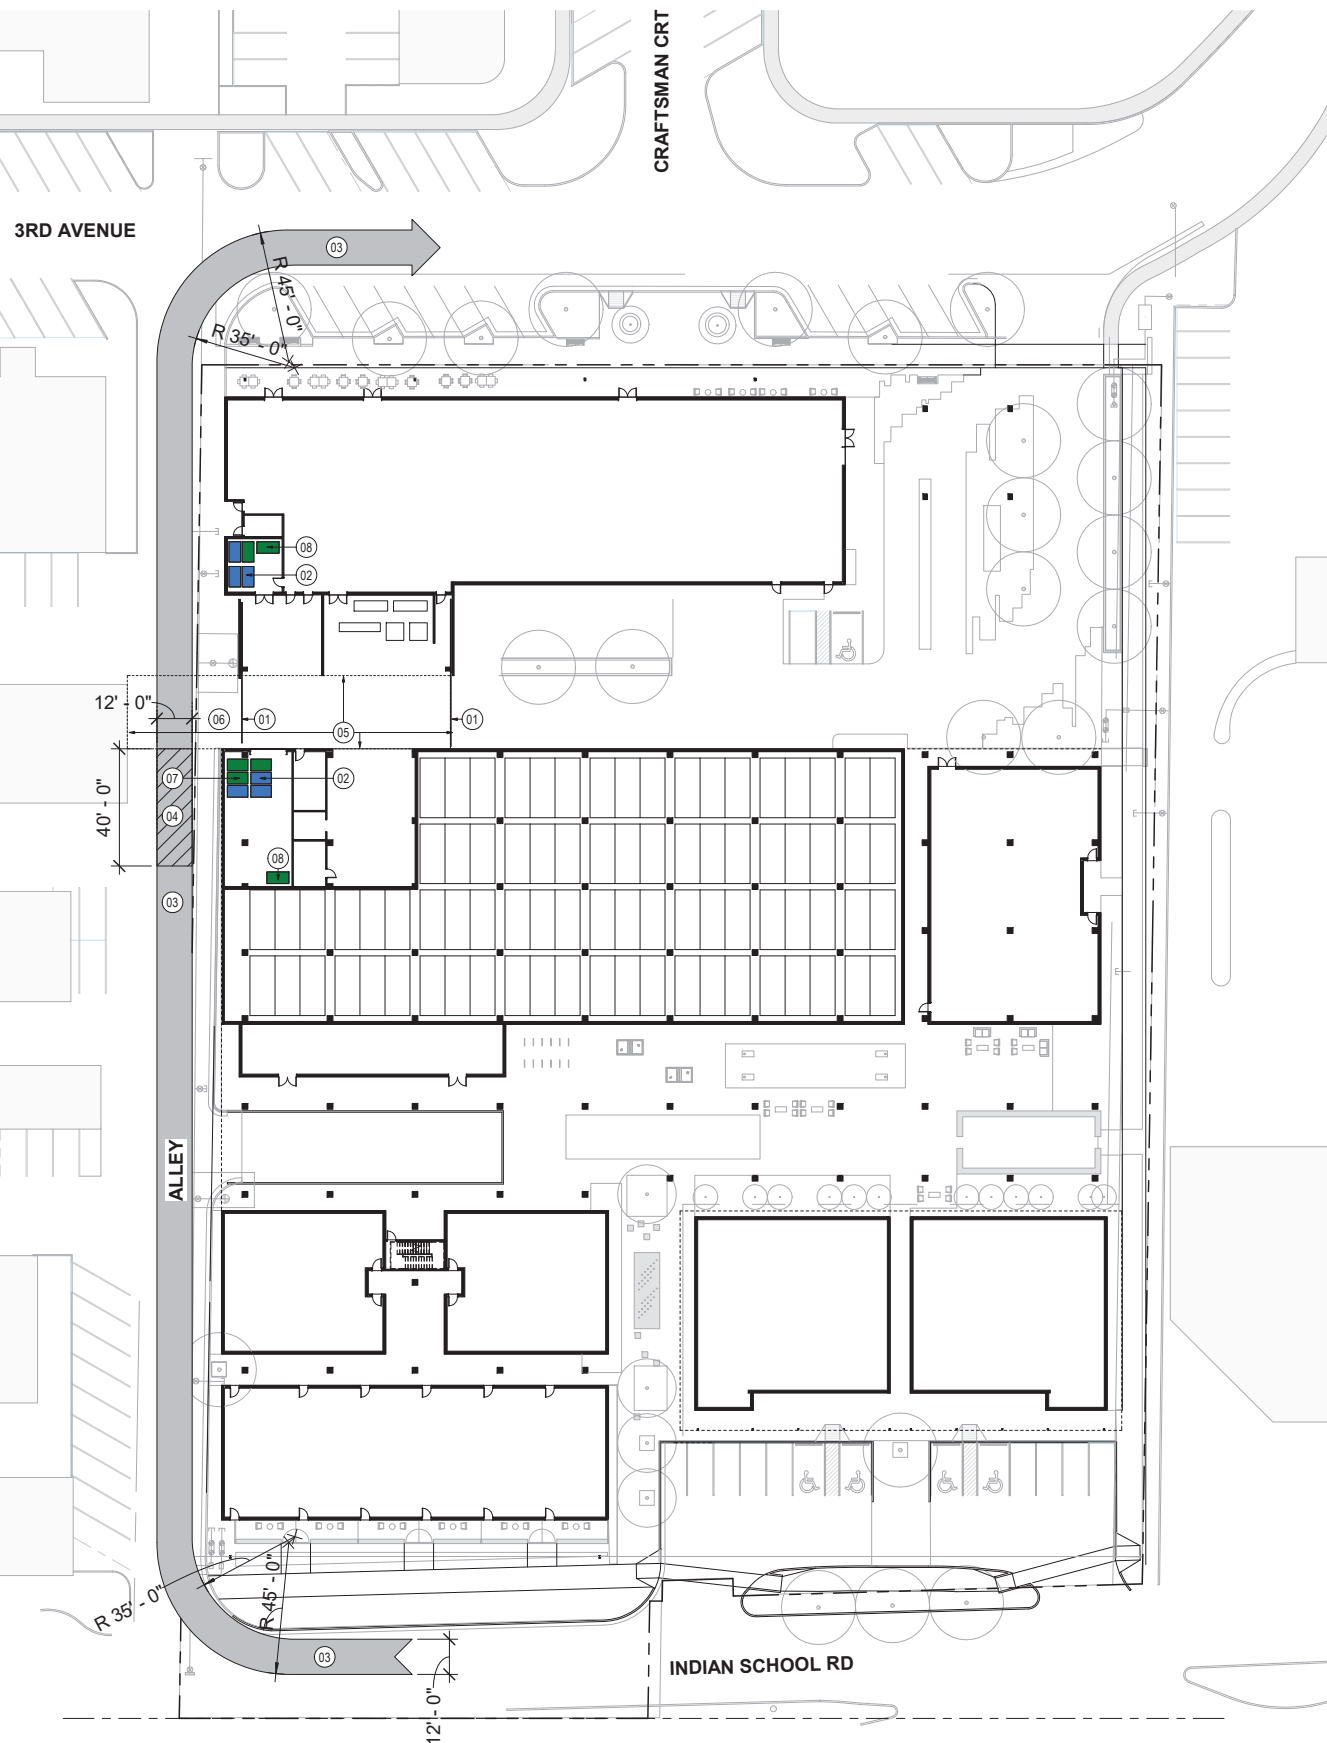 CRAFTSMAN CRT
3RD AVENUE
03
R 45' - 0"
R 35' - 0"
08
02
12' - 0"
06
01
05
01
07
02
40' - 0"
04
08
03
ALLEY
R 35' - 0"
R 45' - 0"
03
INDIAN SCHOOL RD
12' - 0"